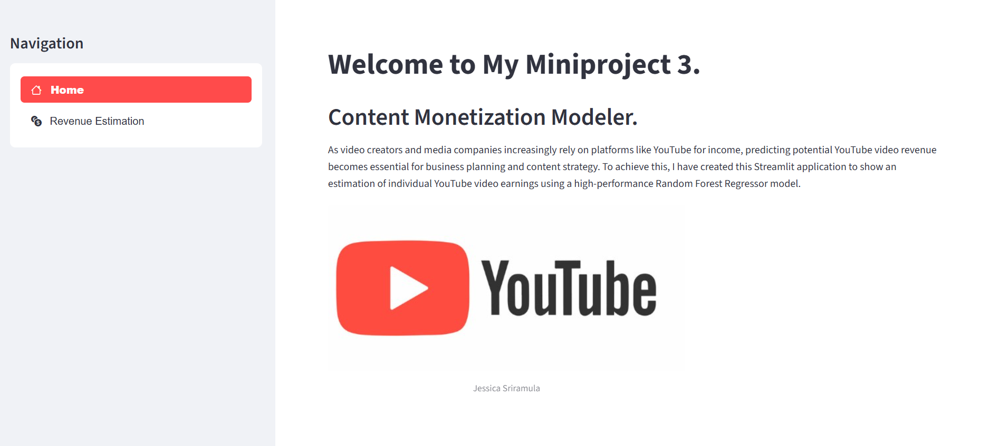 Navigation
Home
Revenue Estimation
Welcome to My Miniproject 3.
Content Monetization Modeler.
As video creators and media companies increasingly rely on platforms like YouTube for income, predicting potential YouTube video revenue
becomes essential for business planning and content strategy. To achieve this, I have created this Streamlit application to show an
estimation of individual YouTube video earnings using a high-performance Random Forest Regressor model.
YouTube
Jessica Sriramula